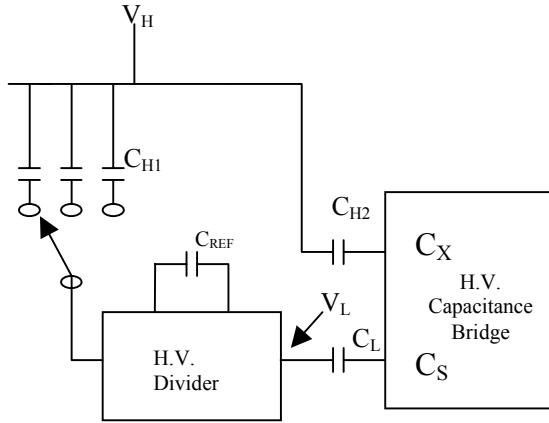 V_H
C_H1
C_H2
C_REF
C_X
H.V.
Capacitance
Bridge
V_L
C_L
H.V.
Divider
C_S